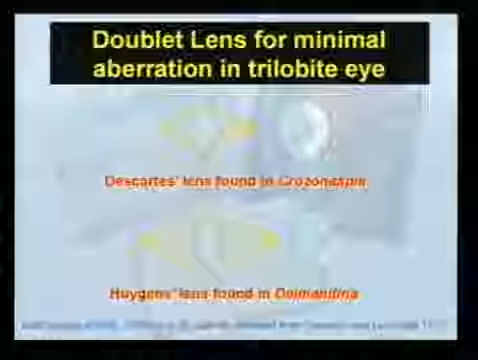 Doublet Lens for minimal
aberration in trilobite eye
Descartes' lens found in Crozonaspis
Huygens' lens found in Dalmanitina